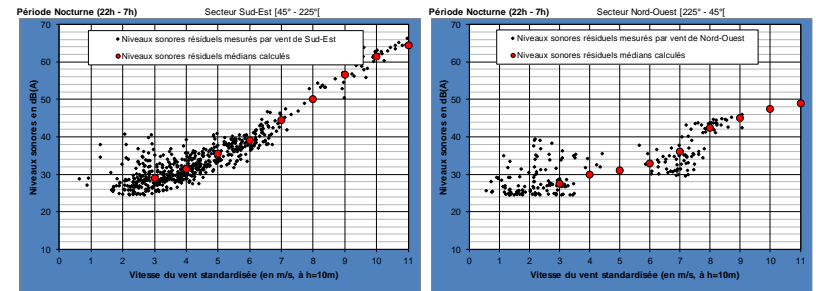 Période Nocturne (22h - 7h) Secteur Sud-Est [45° - 225°[
70
60
50
40
30
20
10
Niveaux sonores en dB(A)
Niveaux sonores résiduels mesurés par vent de Sud-Est
Niveaux sonores résiduels médians calculés
0 1 2 3 4 5 6 7 8 9 10 11
Vitesse du vent standardisée (en m/s, à h=10m)
Période Nocturne (22h - 7h) Secteur Nord-Ouest [225° - 45°[
70
60
50
40
30
20
10
Niveaux sonores en dB(A)
Niveaux sonores résiduels mesurés par vent de Nord-Ouest
Niveaux sonores résiduels médians calculés
0 1 2 3 4 5 6 7 8 9 10 11
Vitesse du vent standardisée (en m/s, à h=10m)